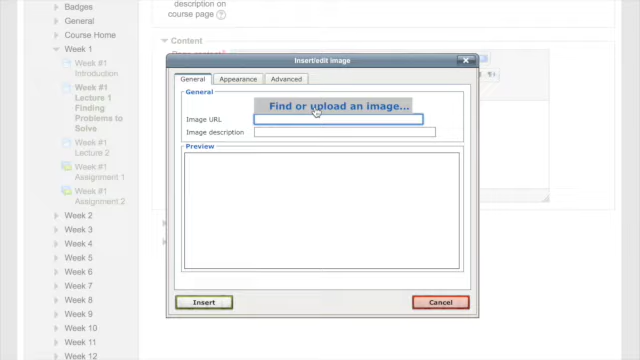 Badges
General
Course Home
Week 1
Week #1
Introduction
Week #1
Lecture 1
Finding
Problems to
Solve
Week #1
Lecture 2
Week #1
Assignment 1
Week #1
Assignment 2
Week 2
Week 3
Week 4
Week 5
Week 6
Week 7
Week 8
Week 9
Week 10
Week 11
Week 12
description on
course page
Content
Insert/edit image
General
Appearance
Advanced
General
Find or upload an image...
Image URL
Image description
Preview
Insert
Cancel